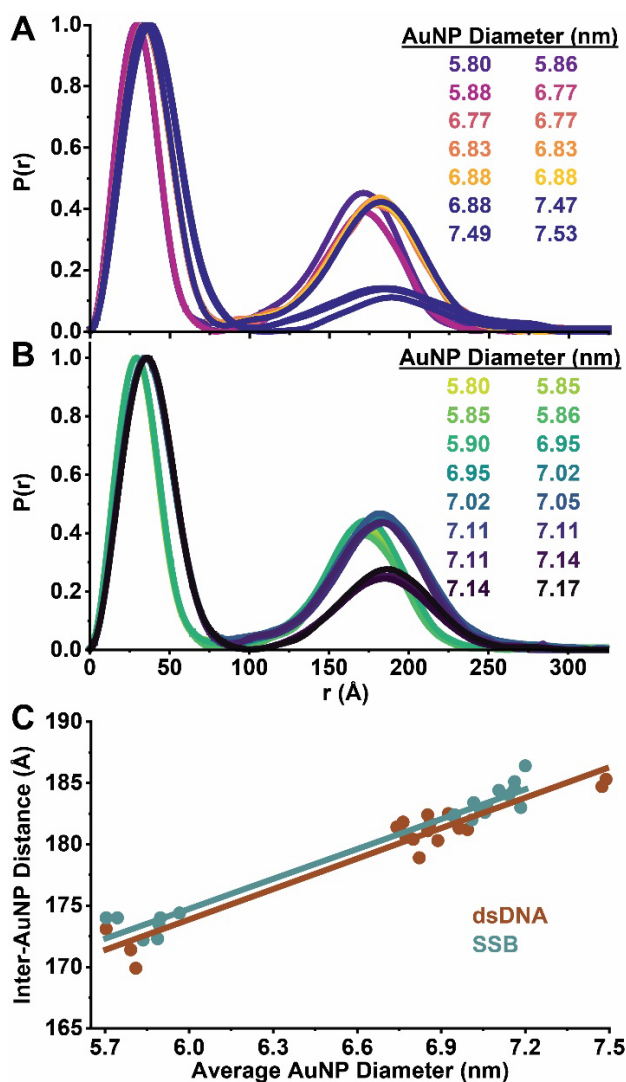 A
AuNP Diameter (nm)
5.80 5.86
5.88 6.77
6.77 6.77
6.83 6.83
6.88 6.88
6.88 7.47
7.49 7.53
P(r)
1.0
0.8
0.6
0.4
0.2
0.0
B
AuNP Diameter (nm)
5.80 5.85
5.85 5.86
5.90 6.95
6.95 7.02
7.02 7.05
7.11 7.11
7.11 7.14
7.14 7.17
P(r)
1.0
0.8
0.6
0.4
0.2
0.0
0 50 100 150 200 250 300
r (Å)
C
Inter-AuNP Distance (Å)
190
185
180
175
170
165
dsDNA
SSB
5.7 6.0 6.3 6.6 6.9 7.2 7.5
Average AuNP Diameter (nm)